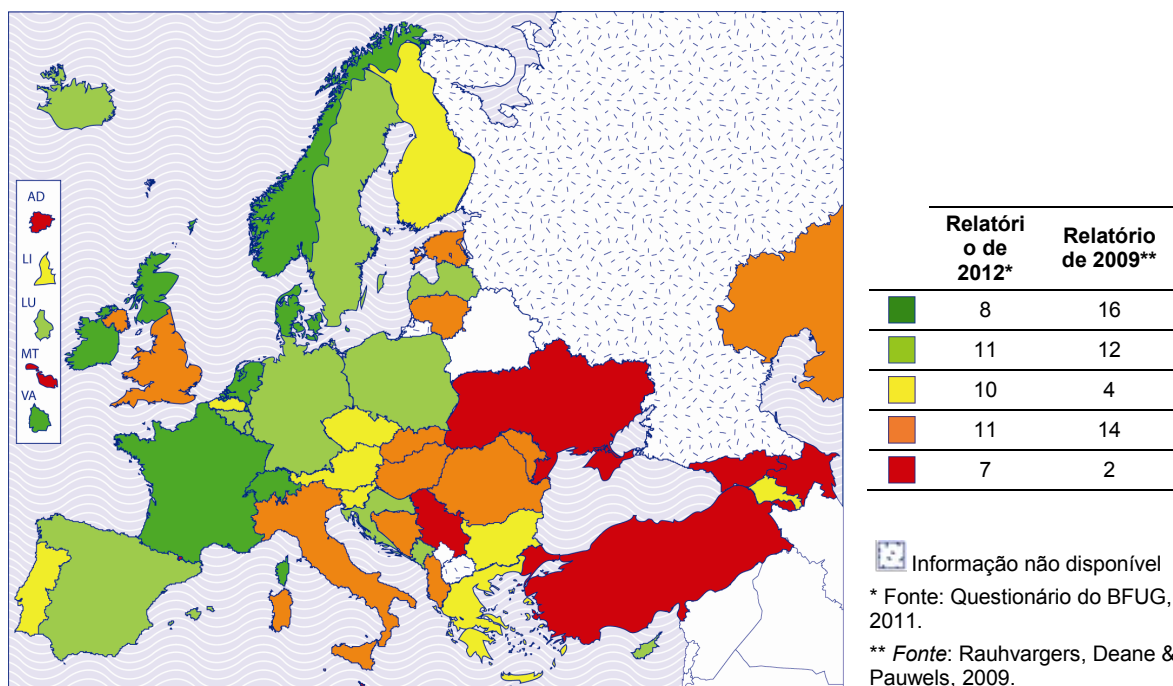 AD
LI
LU
MT
VA
Relatóri
o de
2012*
Relatório
de 2009**
8 16
11 12
10 4
11 14
7 2
Informação não disponível
* Fonte: Questionário do BFUG,
2011.
** Fonte: Rauhvargers, Deane &
Pauwels, 2009.